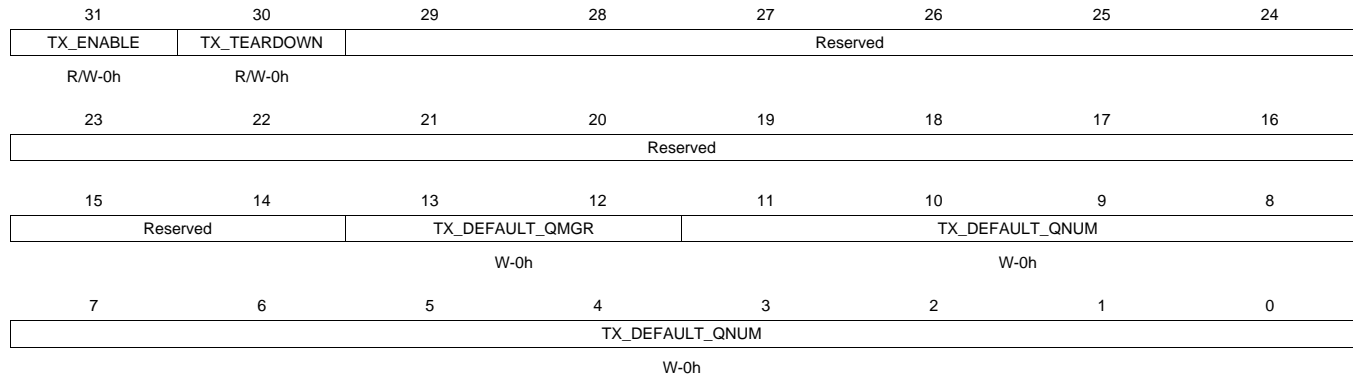 31 30 29 28 27 26 25 24
TX_ENABLE TX_TEARDOWN Reserved
R/W-0h R/W-0h
23 22 21 20 19 18 17 16
Reserved
15 14 13 12 11 10 9 8
Reserved TX_DEFAULT_QMGR TX_DEFAULT_QNUM
W-0h W-0h
7 6 5 4 3 2 1 0
TX_DEFAULT_QNUM
W-0h